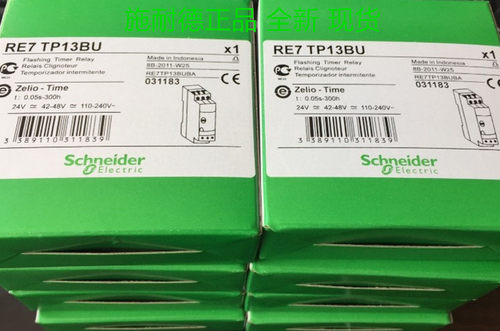 施耐德正品 全新 现货
RE7 TP13BU x1
Flashing Timer Relay
Relais Clignoteur
Temporizador intermitente
Made in Indonesia
8B-2011-W25
RE7TP13BUBA
031183
Zelio - Time
t: 0.05s-300h
24V ≂ 42-48V ≂ 110-240V~
3 389110 311839
Schneider
Electric
RE7 TP13BU x1
Flashing Timer Relay
Relais Clignoteur
Temporizador intermitente
Made in Indonesia
8B-2011-W25
RE7TP13BUBA
031183
Zelio - Time
t: 0.05s-300h
24V ≂ 42-48V ≂ 110-240V~
3 389110 311839
Schneider
Electric